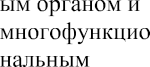 ым органом и
многофункцио
нальным